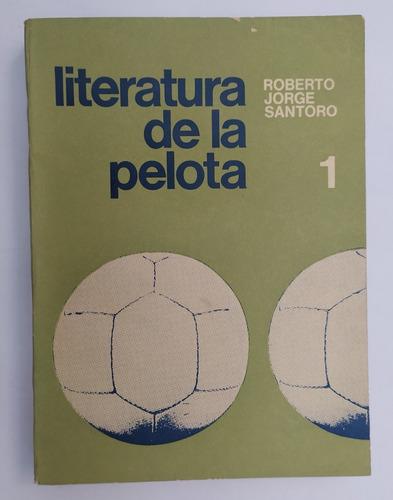 literatura
de la
pelota
ROBERTO
JORGE
SANTORO
1